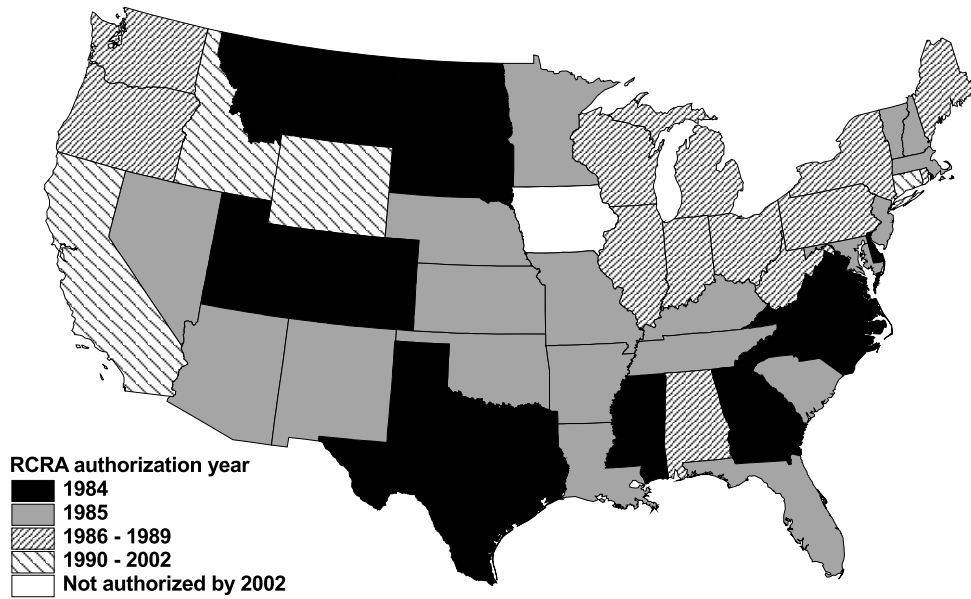 RCRA authorization year
1984
1985
1986 - 1989
1990 - 2002
Not authorized by 2002